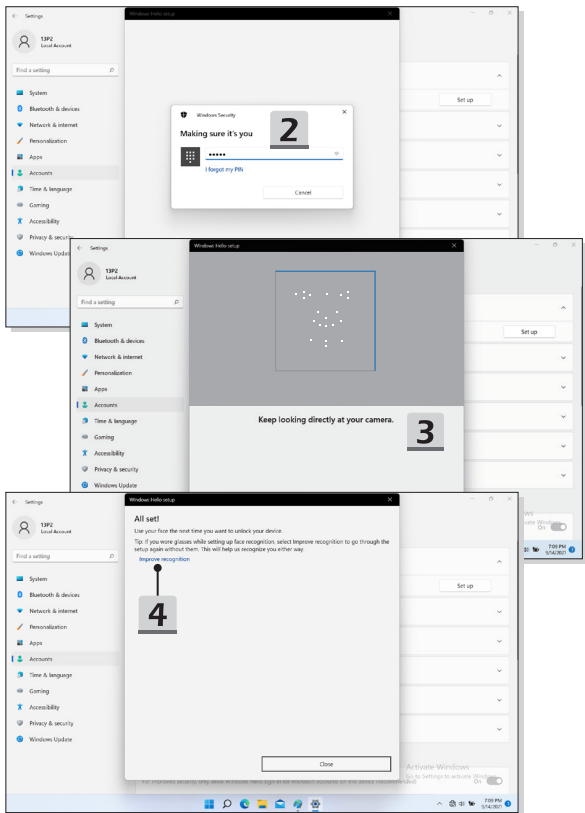 ← Settings
Windows Hello setup ×
13P2
Local Account
Find a setting
System
Bluetooth & devices
Network & internet
Personalization
Apps
Accounts
Time & language
Gaming
Accessibility
Privacy & security
Windows Update
Windows Security ×
Making sure it's you
•••••
I forgot my PIN
Cancel
2
Set up
← Settings
Windows Hello setup ×
13P2
Local Account
Find a setting
System
Bluetooth & devices
Network & internet
Personalization
Apps
Accounts
Time & language
Gaming
Accessibility
Privacy & security
Windows Update
Keep looking directly at your camera.
3
Set up
On
7:09 PM
5/14/2021
← Settings
Windows Hello setup ×
13P2
Local Account
Find a setting
System
Bluetooth & devices
Network & internet
Personalization
Apps
Accounts
Time & language
Gaming
Accessibility
Privacy & security
Windows Update
All set!
Use your face the next time you want to unlock your device.
Tip: If you wore glasses while setting up face recognition, select Improve recognition to go through the
setup again without them. This will help us recognize you either way.
Improve recognition
4
Close
Set up
Activate Windows
Go to Settings to activate Windows.
On
7:09 PM
5/14/2021